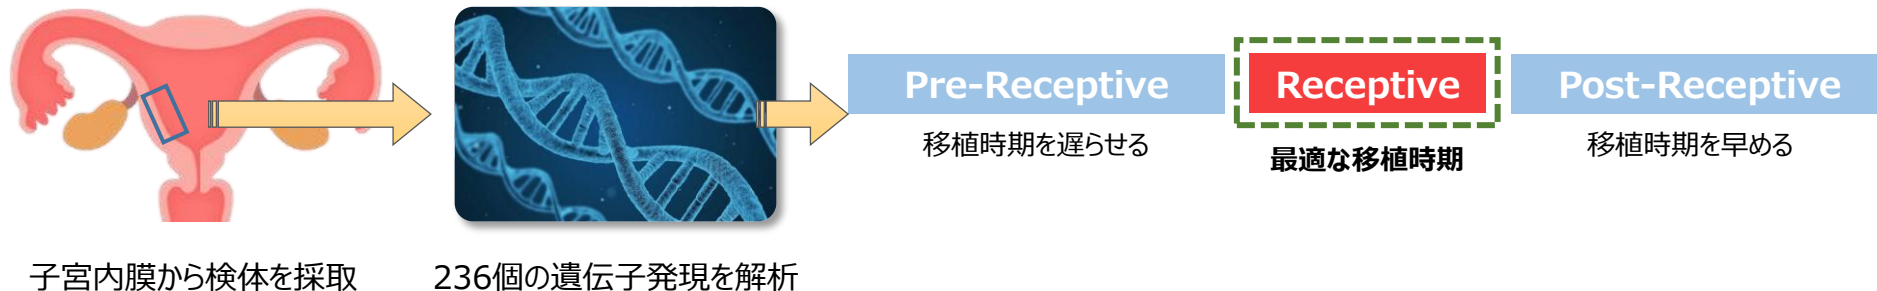 Pre-Receptive
Receptive
Post-Receptive
移植時期を遅らせる
最適な移植時期
移植時期を早める
子宮内膜から検体を採取
236個の遺伝子発現を解析